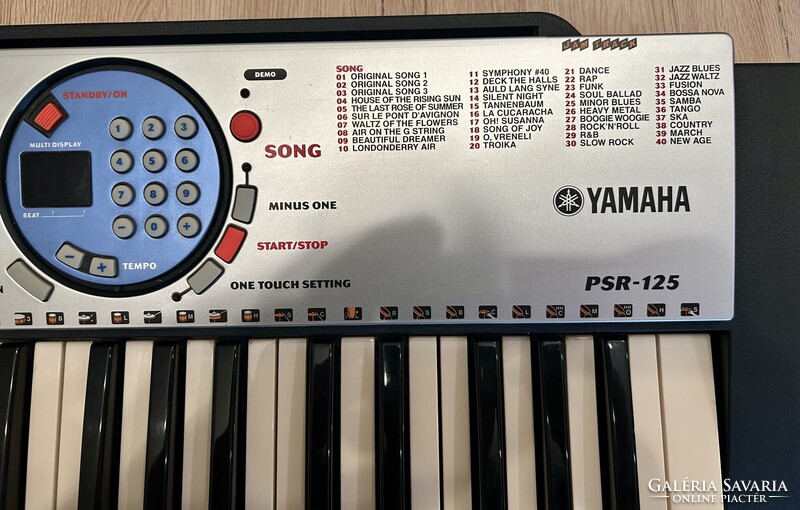 JAM TRACK
STANDBY/ON
MULTI DISPLAY
BEAT
1 2 3
4 5 6
7 8 9
- 0 +
- +
TEMPO
DEMO
SONG
MINUS ONE
START/STOP
ONE TOUCH SETTING
SONG
01 ORIGINAL SONG 1
02 ORIGINAL SONG 2
03 ORIGINAL SONG 3
04 HOUSE OF THE RISING SUN
05 THE LAST ROSE OF SUMMER
06 SUR LE PONT D'AVIGNON
07 WALTZ OF THE FLOWERS
08 AIR ON THE G STRING
09 BEAUTIFUL DREAMER
10 LONDONDERRY AIR
11 SYMPHONY #40
12 DECK THE HALLS
13 AULD LANG SYNE
14 SILENT NIGHT
15 TANNENBAUM
16 LA CUCARACHA
17 OH! SUSANNA
18 SONG OF JOY
19 O, VRENELI
20 TROIKA
21 DANCE
22 RAP
23 FUNK
24 SOUL BALLAD
25 MINOR BLUES
26 HEAVY METAL
27 BOOGIE WOOGIE
28 ROCK'N'ROLL
29 R&B
30 SLOW ROCK
31 JAZZ BLUES
32 JAZZ WALTZ
33 FUSION
34 BOSSA NOVA
35 SAMBA
36 TANGO
37 SKA
38 COUNTRY
39 MARCH
40 NEW AGE
YAMAHA
PSR-125
GALÉRIA SAVARIA
ONLINE PIACTÉR